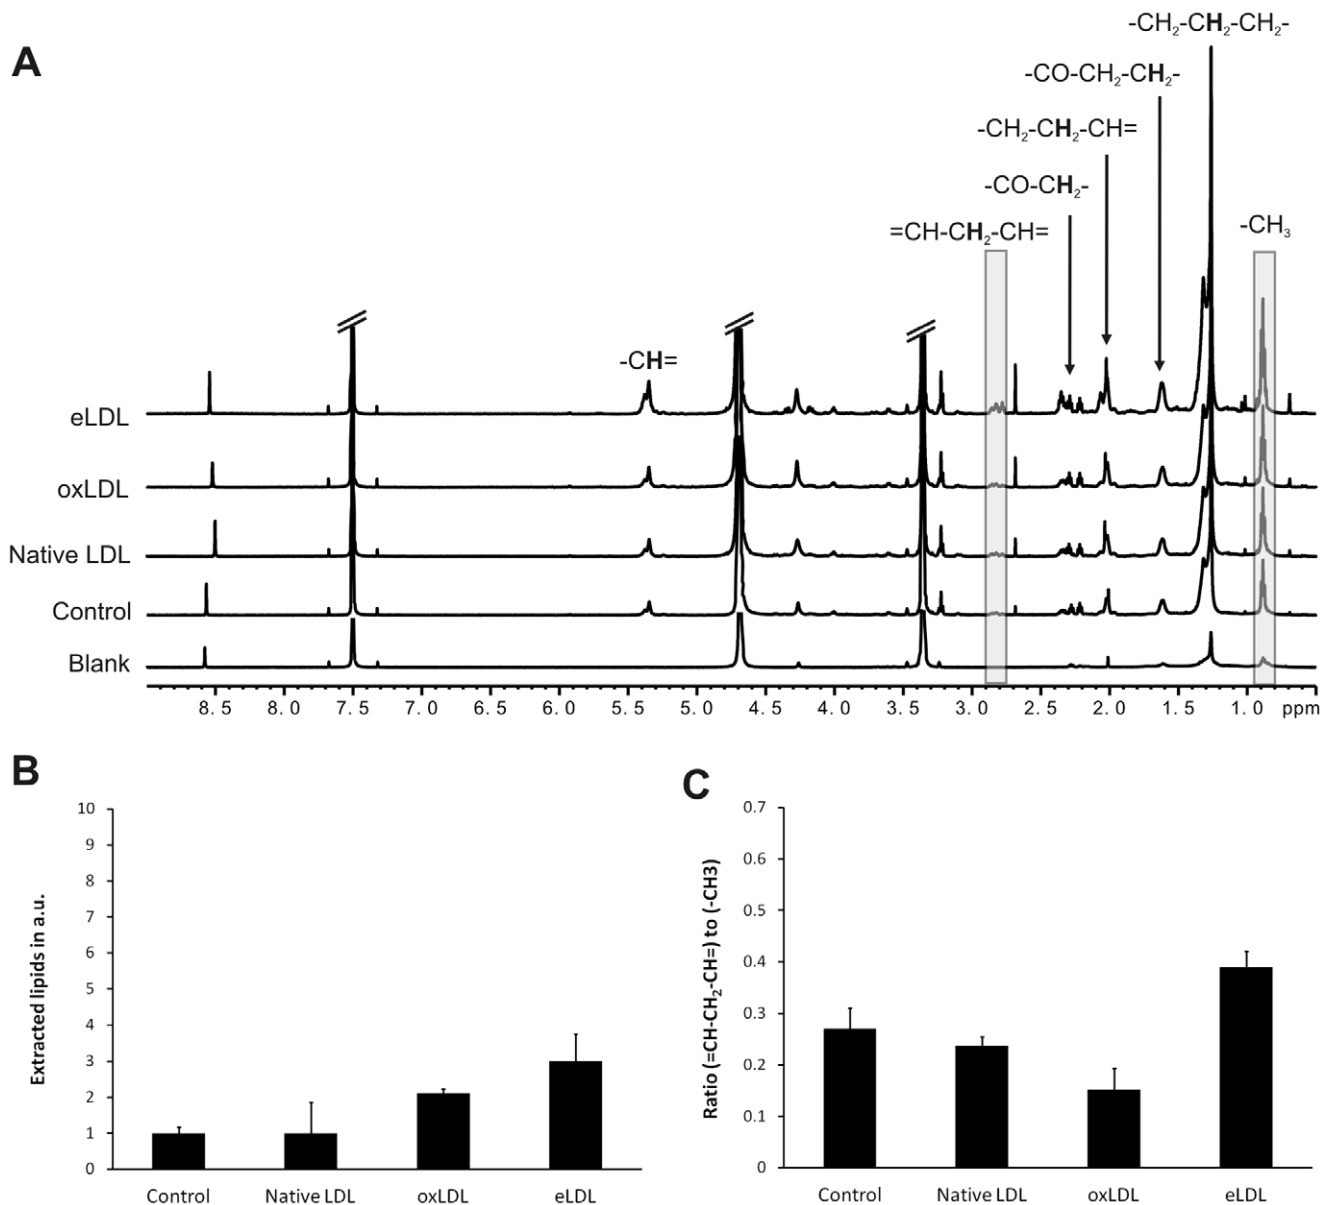 A
-CH₂-CH₂-CH₂-
-CO-CH₂-CH₂-
-CH₂-CH₂-CH=
-CO-CH₂-
=CH-CH₂-CH=
-CH₃
-CH=
eLDL
oxLDL
Native LDL
Control
Blank
8.5 8.0 7.5 7.0 6.5 6.0 5.5 5.0 4.5 4.0 3.5 3.0 2.5 2.0 1.5 1.0 ppm
B
Extracted lipids in a.u.
10
9
8
7
6
5
4
3
2
1
0
Control Native LDL oxLDL eLDL
C
Ratio (=CH-CH₂-CH=) to (-CH3)
0.7
0.6
0.5
0.4
0.3
0.2
0.1
0
Control Native LDL oxLDL eLDL